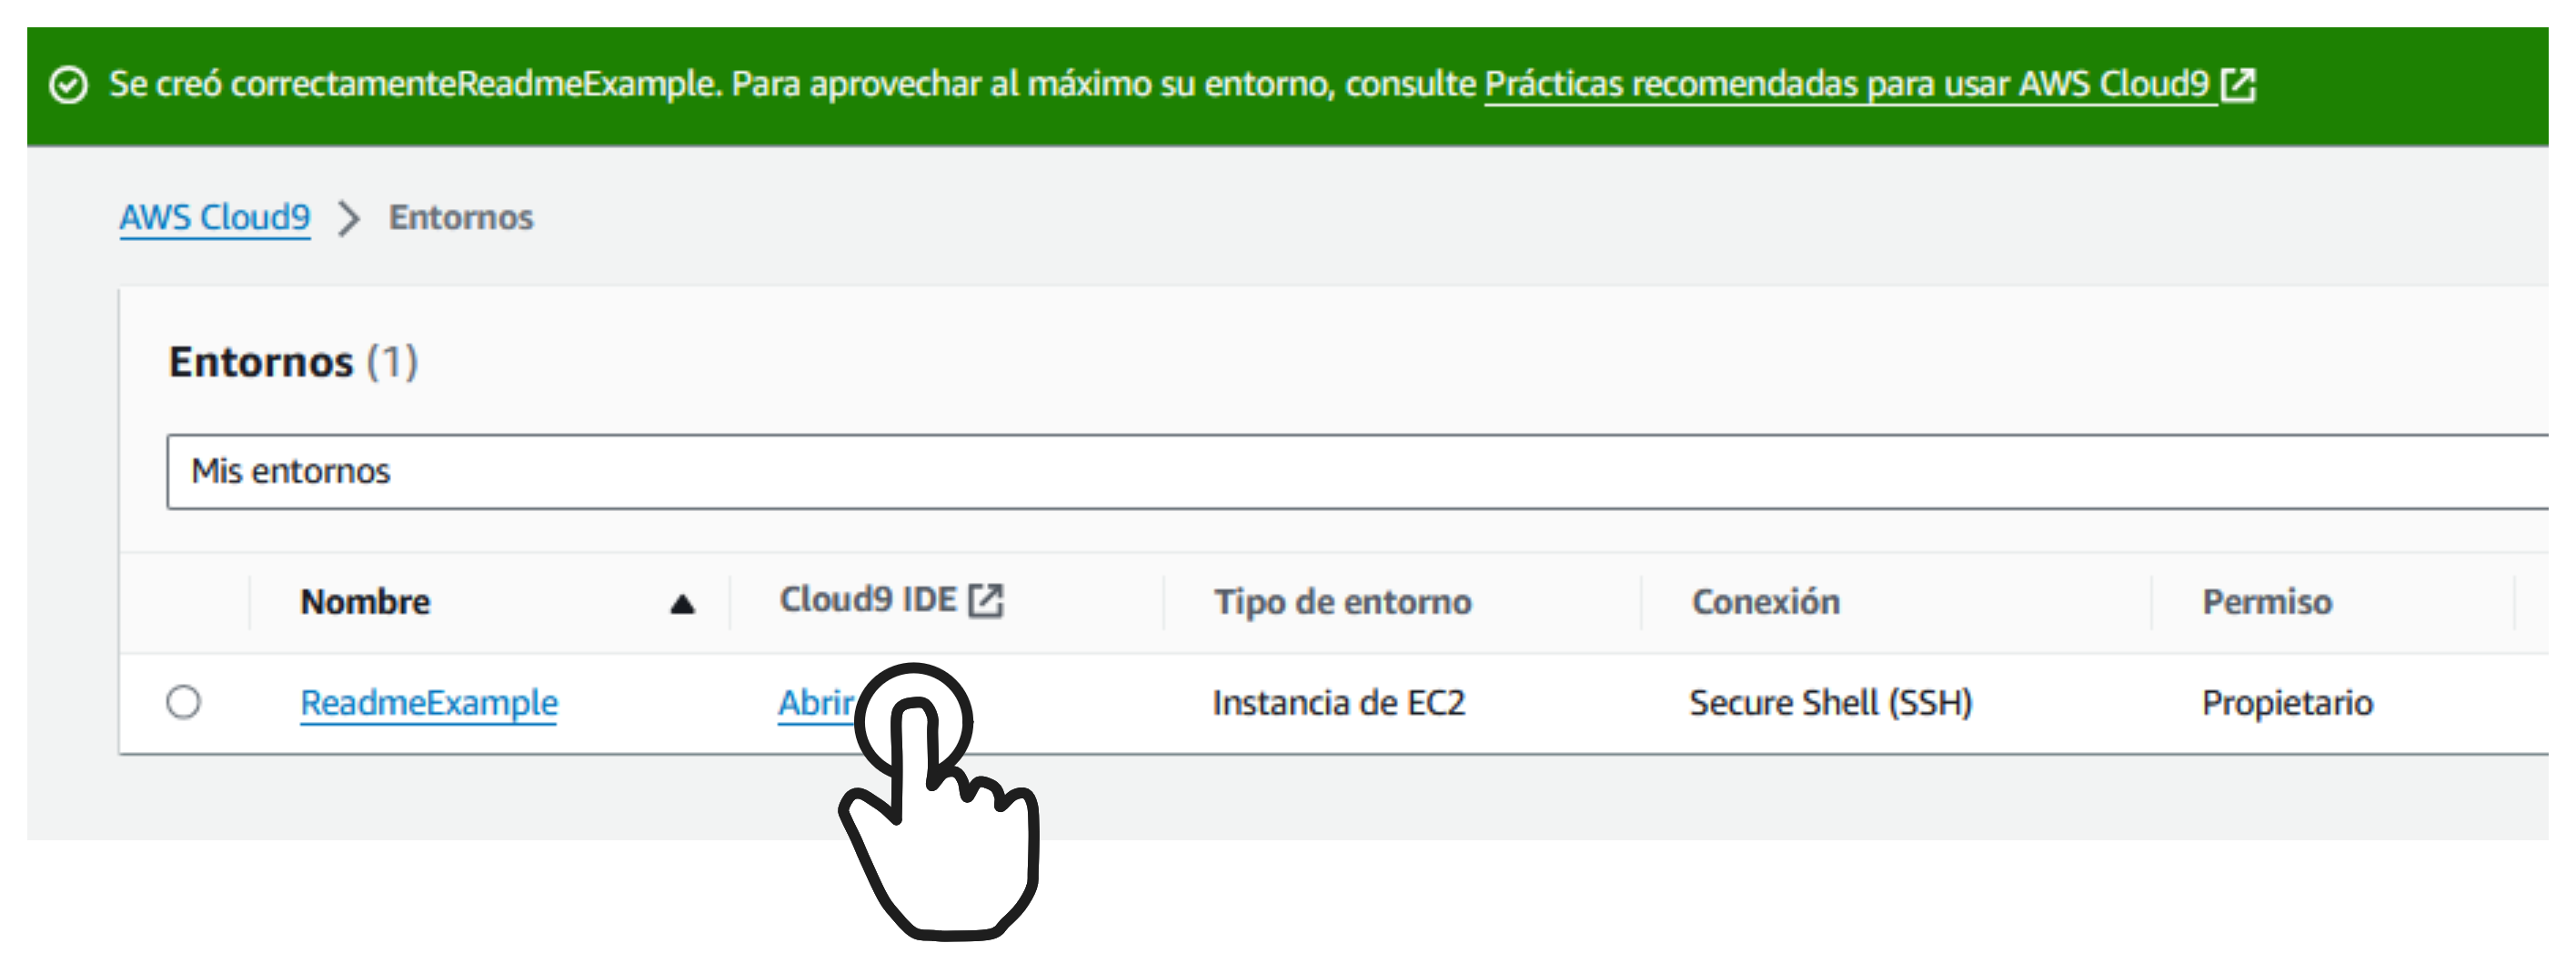 Se creó correctamenteReadmeExample. Para aprovechar al máximo su entorno, consulte Prácticas recomendadas para usar AWS Cloud9
AWS Cloud9 > Entornos
Entornos (1)
Mis entornos
Nombre Cloud9 IDE Tipo de entorno Conexión Permiso
ReadmeExample Abrir Instancia de EC2 Secure Shell (SSH) Propietario